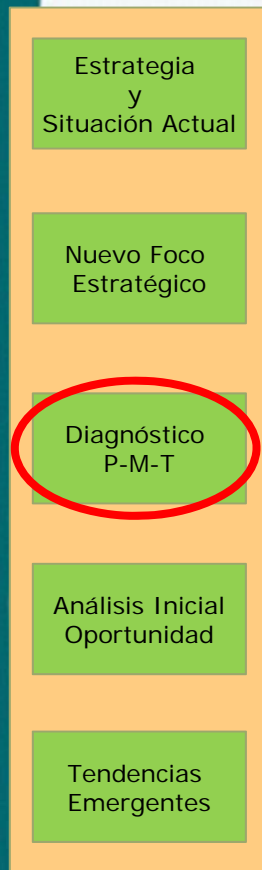 Estrategia
y
Situación Actual
Nuevo Foco
Estratégico
Diagnóstico
P-M-T
Análisis Inicial
Oportunidad
Tendencias
Emergentes